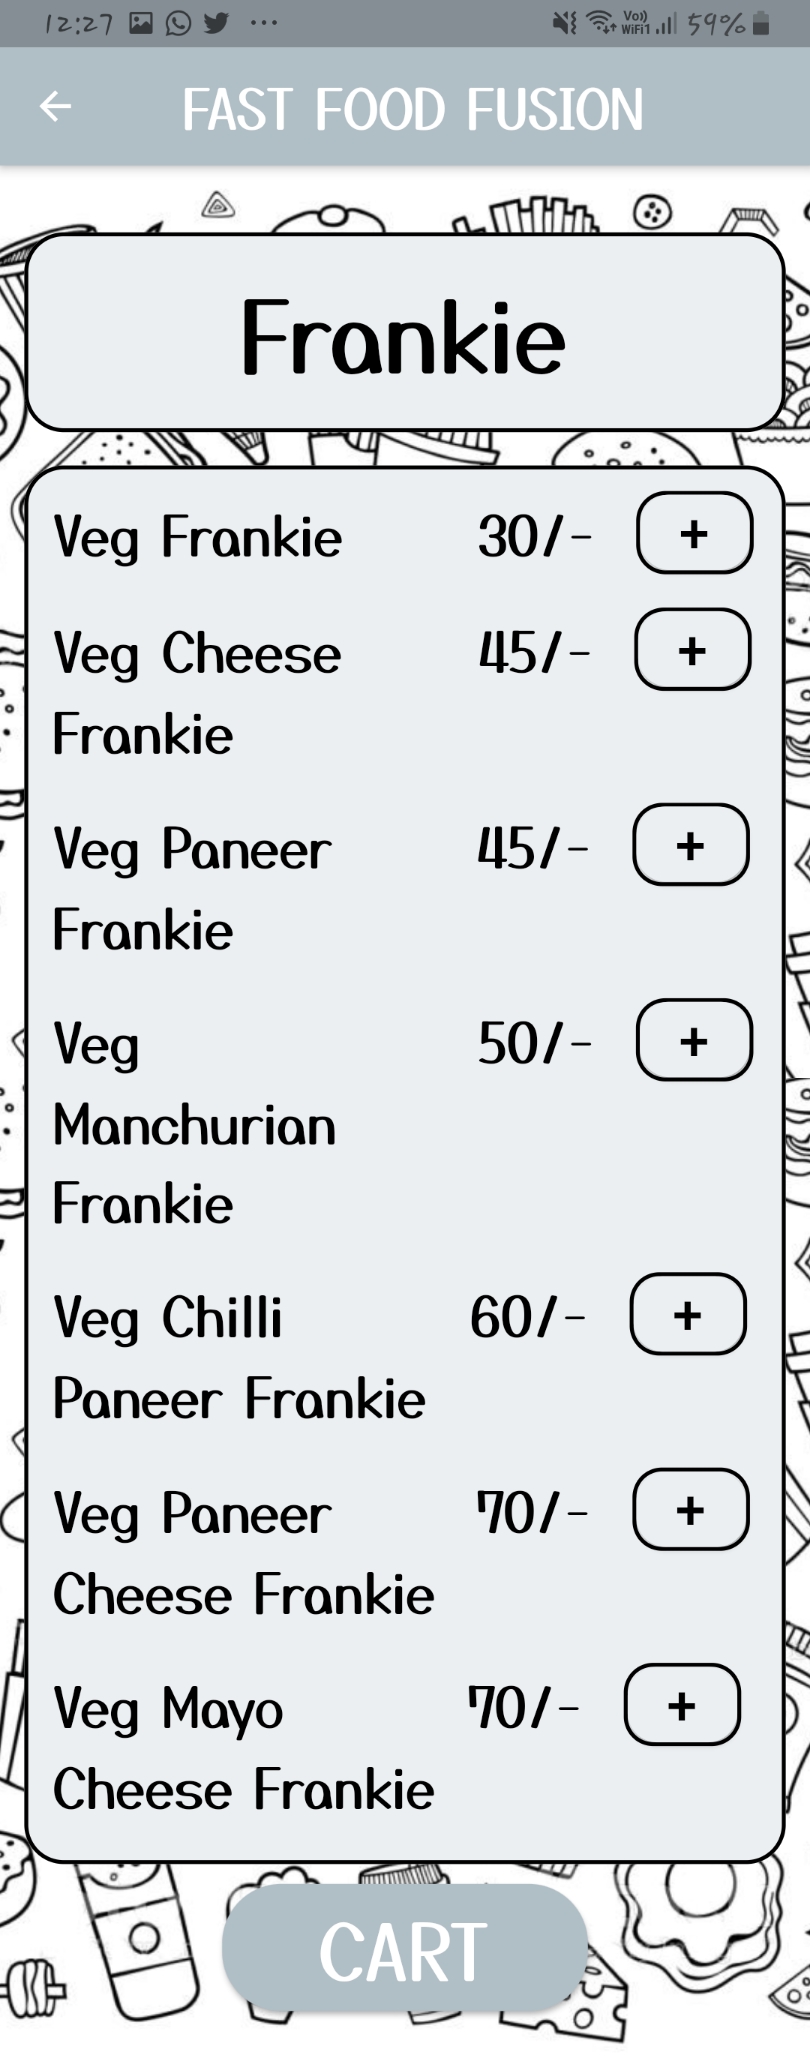 12:27 ... Vo)) WiFi1 59%
FAST FOOD FUSION
Frankie
Veg Frankie 30/- +
Veg Cheese 45/- +
Frankie
Veg Paneer 45/- +
Frankie
Veg 50/- +
Manchurian
Frankie
Veg Chilli 60/- +
Paneer Frankie
Veg Paneer 70/- +
Cheese Frankie
Veg Mayo 70/- +
Cheese Frankie
CART